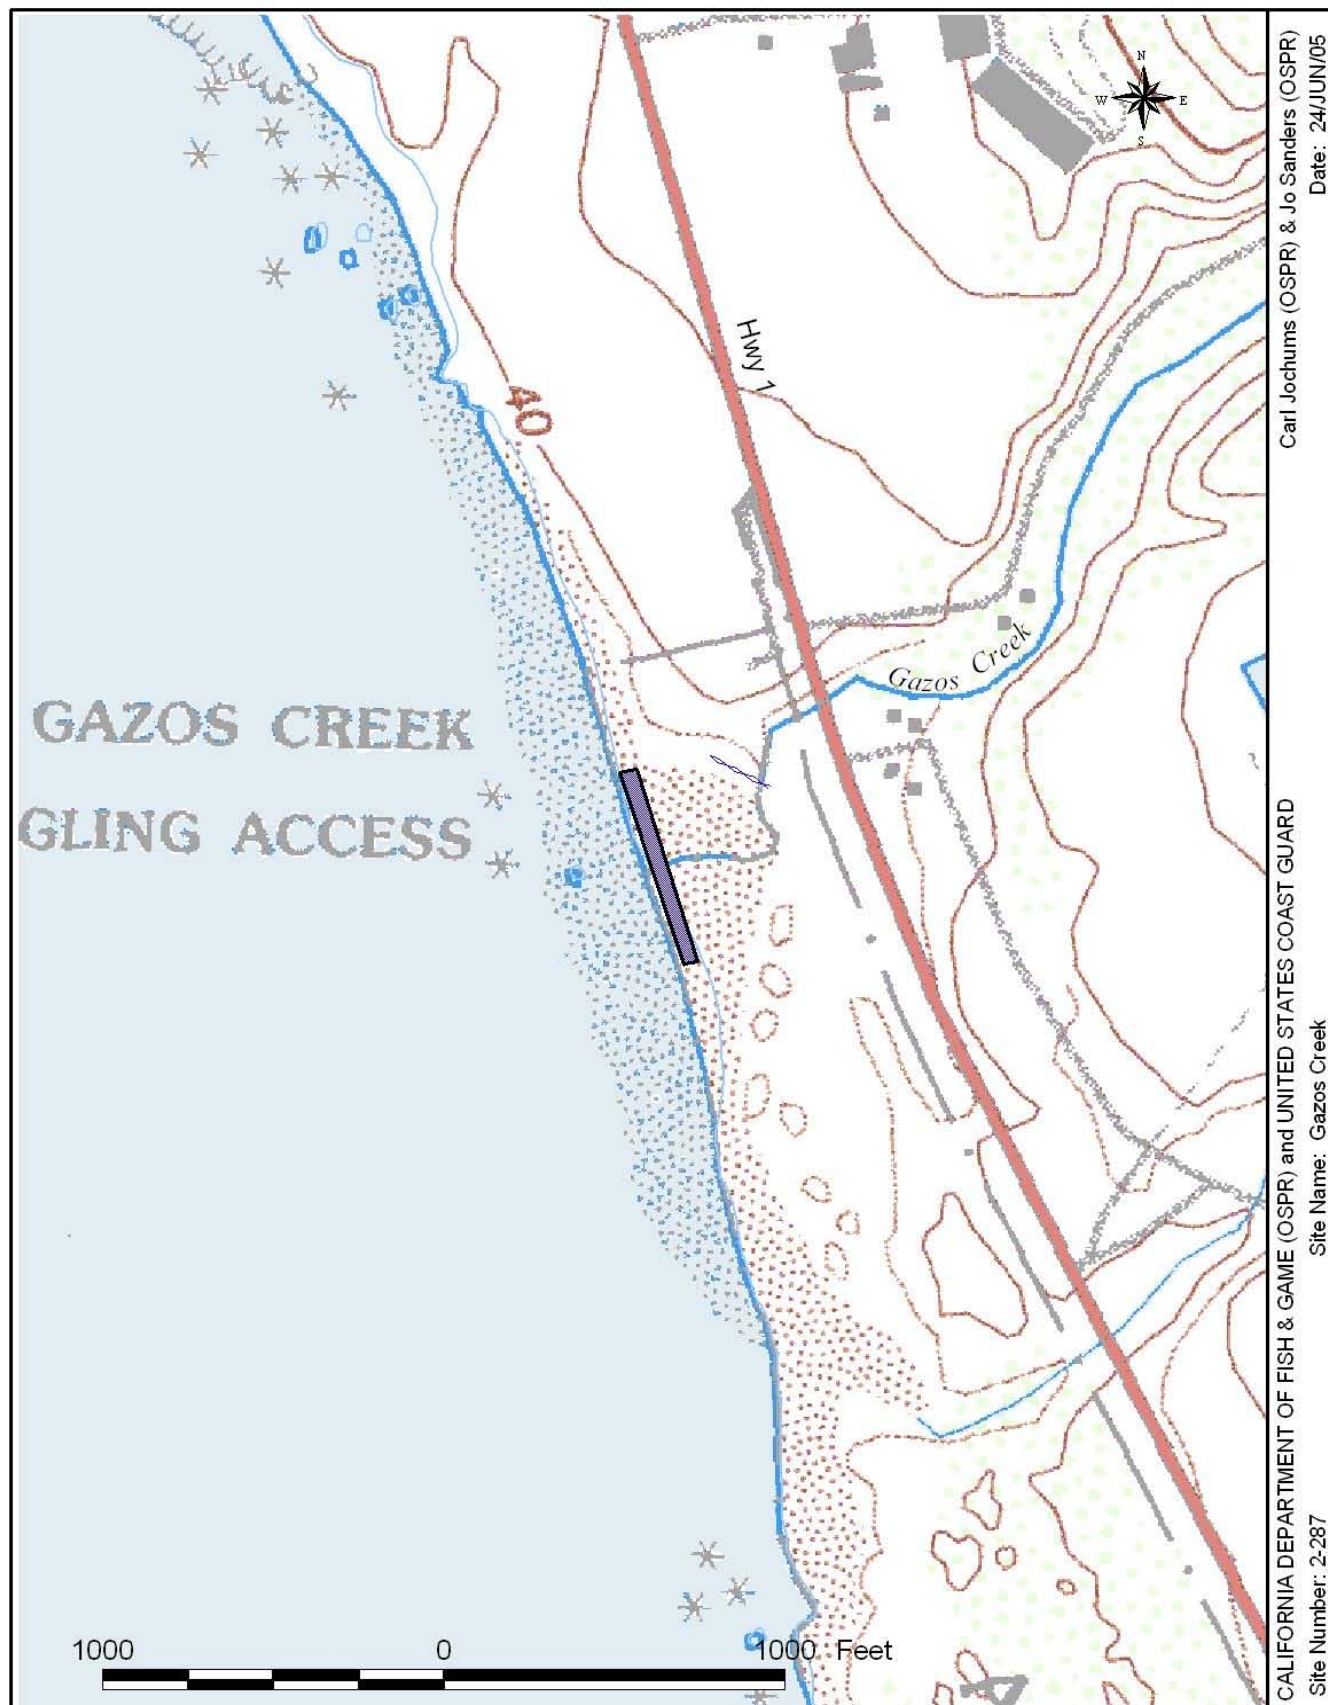 N
W E
S
Hwy 1
40
Gazos Creek
GAZOS CREEK
GLING ACCESS
1000 0 1000 Feet
CALIFORNIA DEPARTMENT OF FISH & GAME (OSPR) and UNITED STATES COAST GUARD
Carl Jochums (OSPR) & Jo Sanders (OSPR)
Site Number: 2-287
Site Name: Gazos Creek
Date: 24/JUN/05